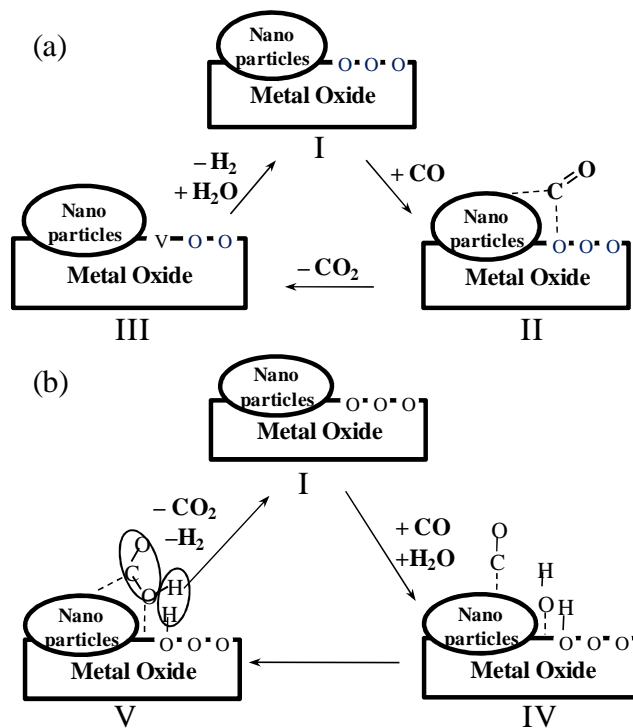 (a)
Nano
particles
O O O
Metal Oxide
I
– H₂
+ H₂O
+ CO
C=O
Nano
particles
V O O
Metal Oxide
III
– CO₂
Nano
particles
O O O
Metal Oxide
II
(b)
Nano
particles
O O O
Metal Oxide
I
– CO₂
–H₂
+ CO
+H₂O
O
C
O H
H
Nano
particles
O O O
Metal Oxide
V
O
C
H
O H
Nano
particles
O O O
Metal Oxide
IV